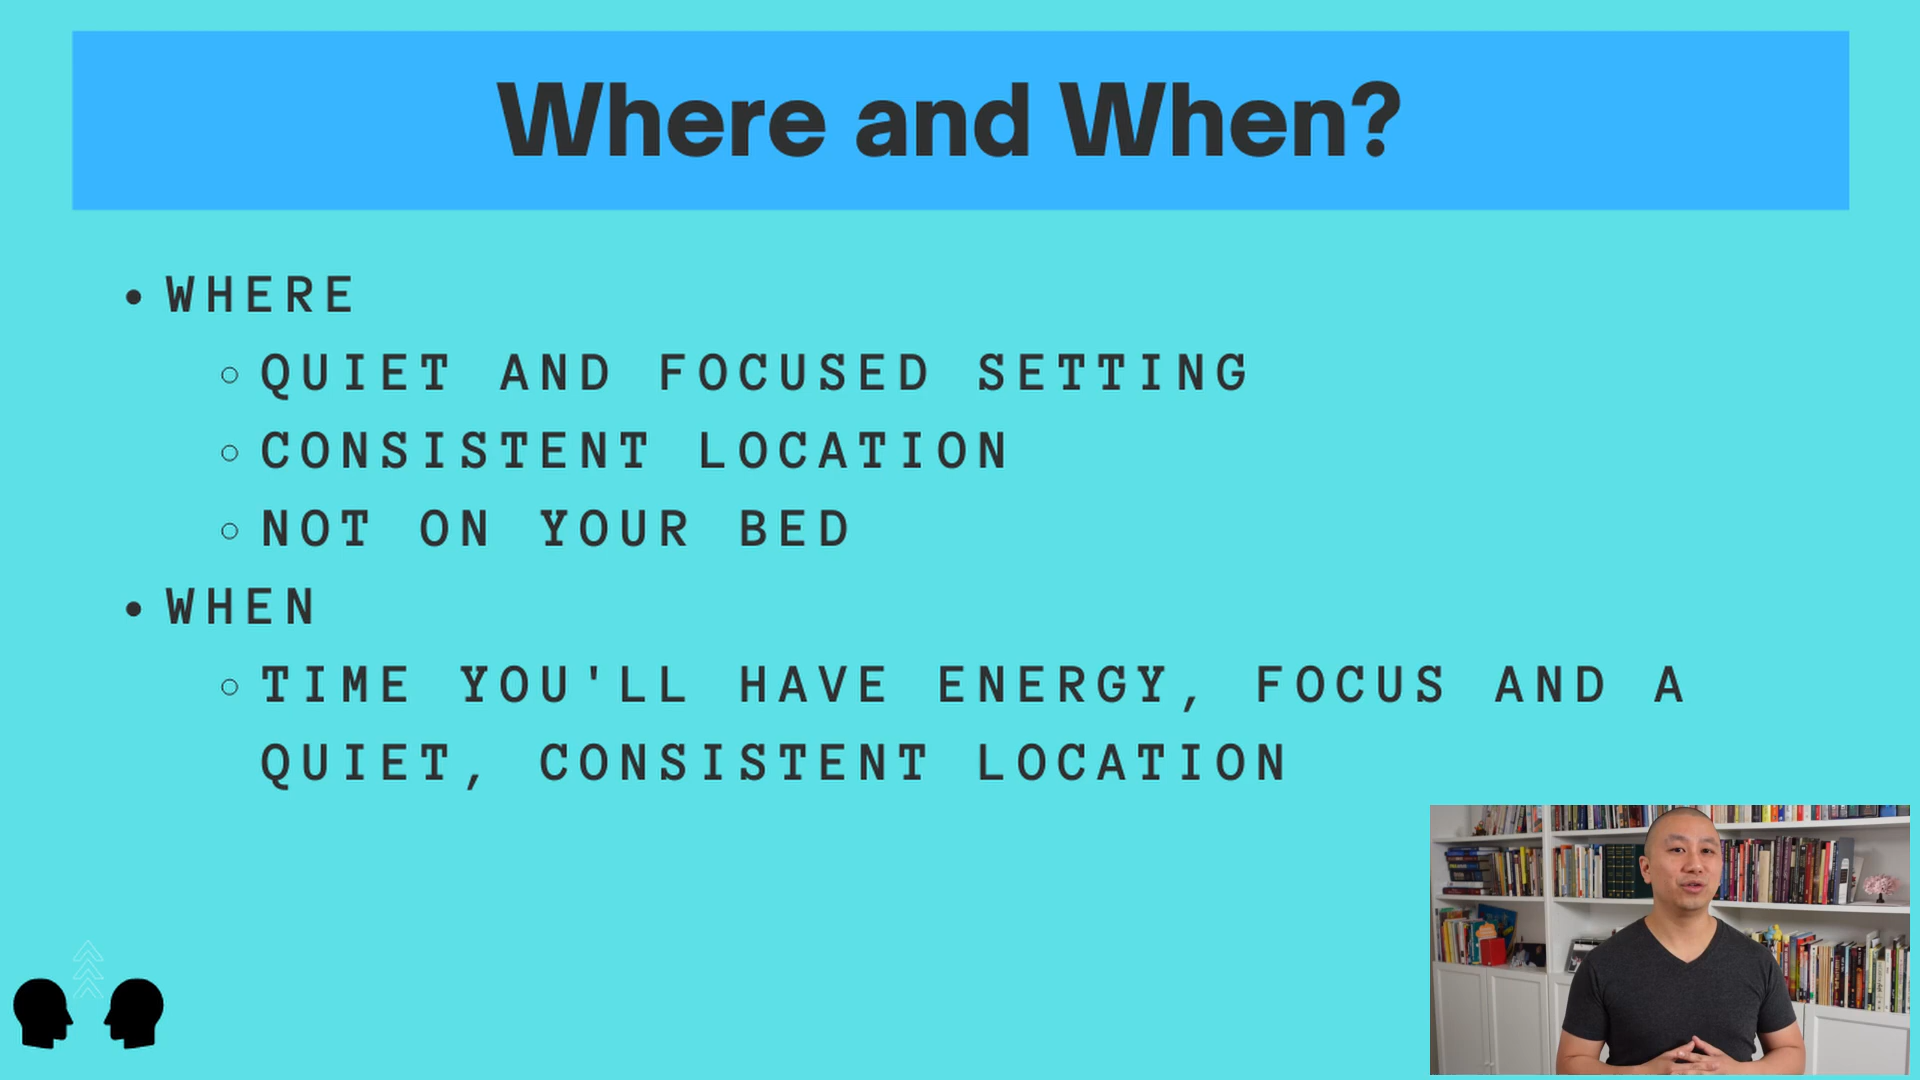 Where and When?
WHERE
QUIET AND FOCUSED SETTING
CONSISTENT LOCATION
NOT ON YOUR BED
WHEN
TIME YOU'LL HAVE ENERGY, FOCUS AND A
QUIET, CONSISTENT LOCATION